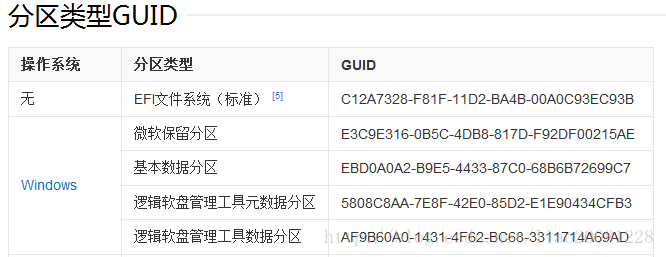 分区类型GUID
操作系统 分区类型 GUID
无 EFI文件系统（标准） [5] C12A7328-F81F-11D2-BA4B-00A0C93EC93B
微软保留分区 E3C9E316-0B5C-4DB8-817D-F92DF00215AE
基本数据分区 EBD0A0A2-B9E5-4433-87C0-68B6B72699C7
Windows
逻辑软盘管理工具元数据分区 5808C8AA-7E8F-42E0-85D2-E1E90434CFB3
逻辑软盘管理工具数据分区 AF9B60A0-1431-4F62-BC68-3311714A69AD